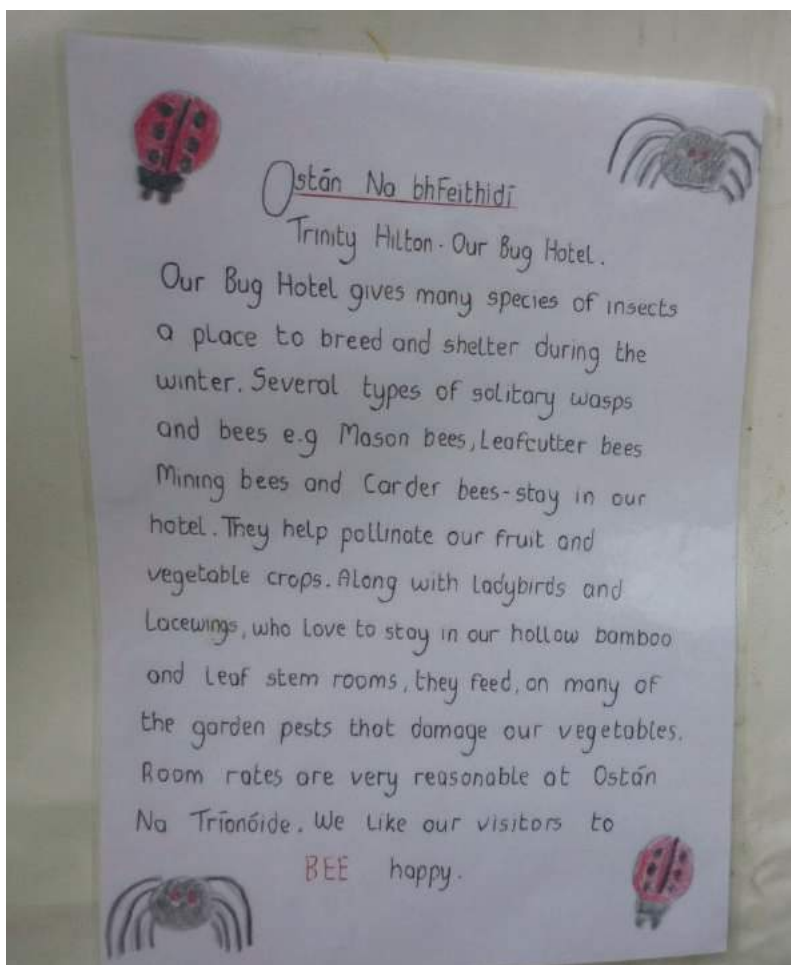 Ostán Na bhFeithidí
Trinity Hilton. Our Bug Hotel.
Our Bug Hotel gives many species of insects
a place to breed and shelter during the
winter. Several types of solitary wasps
and bees e.g Mason bees, Leafcutter bees
Mining bees and Carder bees-stay in our
hotel. They help pollinate our fruit and
vegetable crops. Along with ladybirds and
Lacewings, who love to stay in our hollow bamboo
and leaf stem rooms, they feed, on many of
the garden pests that damage our vegetables.
Room rates are very reasonable at Ostán
Na Tríonóide. We like our visitors to
BEE happy.